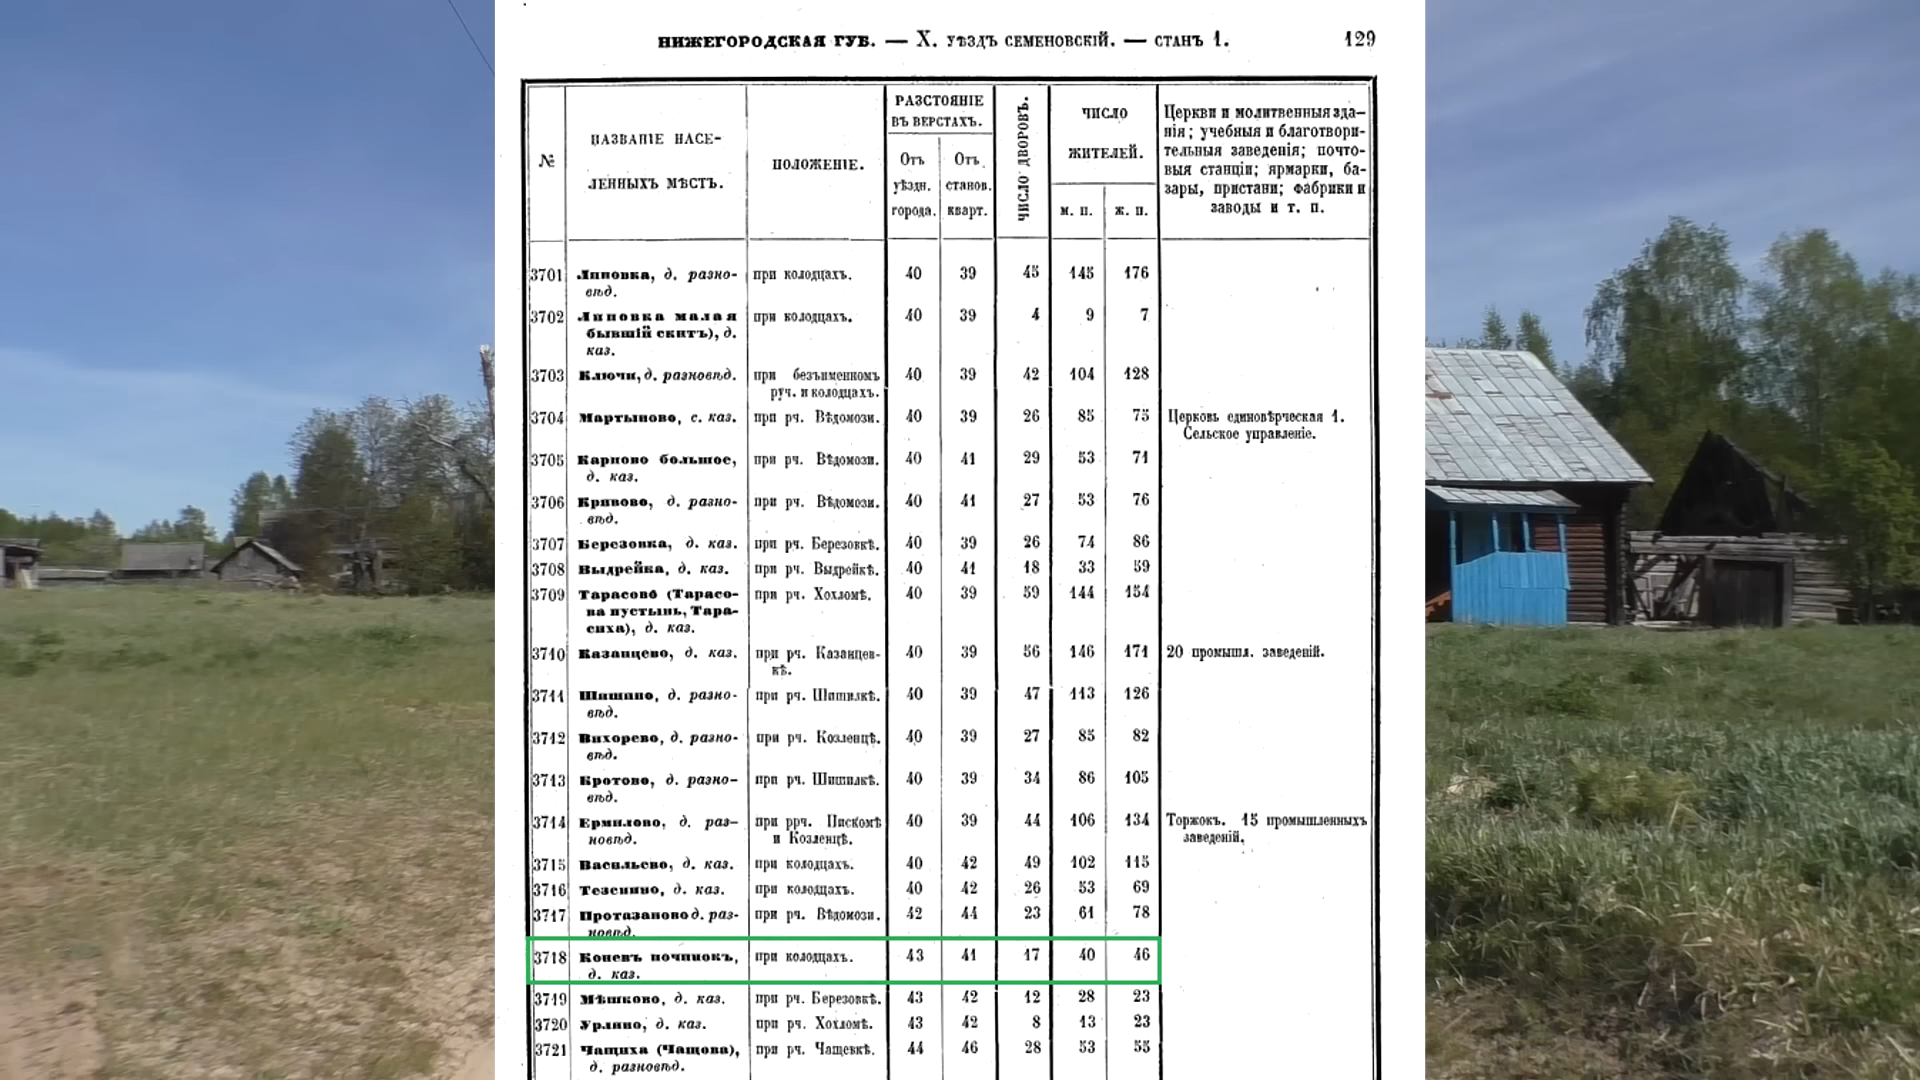 НИЖЕГОРОДСКАЯ ГУБ. — X. УѢЗДЪ СЕМЕНОВСКІЙ. — СТАНЪ 1. 129
№
НАЗВАНІЕ НАСЕ-
ЛЕННЫХЪ МѢСТЪ.
ПОЛОЖЕНІЕ.
РАЗСТОЯНІЕ
ВЪ ВЕРСТАХЪ.
Отъ
уѣздн.
города.
Отъ
станов.
кварт.
ЧИСЛО ДВОРОВЪ.
ЧИСЛО
ЖИТЕЛЕЙ.
м. п.
ж. п.
Церкви и молитвенныя зда-
нія; учебныя и благотвори-
тельныя заведенія; почто-
выя станціи; ярмарки, ба-
зары, пристани; фабрики и
заводы и т. п.
3701 Липовка, д. разно- при колодцахъ. 40 39 45 145 176
вѣд.
3702 Липовка малая при колодцахъ. 40 39 4 9 7
бывшій скитъ), д.
каз.
3703 Ключи, д. разновѣд. при безъименномъ 40 39 42 104 128
руч. и колодцахъ.
3704 Мартыново, с. каз. при рч. Вѣдомози. 40 39 26 85 75 Церковь единовѣрческая 1.
Сельское управленіе.
3705 Карпово большое, при рч. Вѣдомози. 40 41 29 53 71
д. каз.
3706 Кривово, д. разно- при рч. Вѣдомози. 40 41 27 53 76
вѣд.
3707 Березовка, д. каз. при рч. Березовкѣ. 40 39 26 74 86
3708 Выдрейка, д. каз. при рч. Выдрейкѣ. 40 41 18 33 59
3709 Тарасово (Тарасо- при рч. Хохломѣ. 40 39 59 144 154
ва пустынь, Тара-
сиха), д. каз.
3710 Казанцево, д. каз. при рч. Казанцев- 40 39 56 146 171 20 промышл. заведеній.
кѣ.
3711 Шишино, д. разно- при рч. Шишилкѣ. 40 39 47 113 126
вѣд.
3712 Вихорево, д. разно- при рч. Козленцѣ. 40 39 27 85 82
вѣд.
3713 Кротово, д. разно- при рч. Шишилкѣ. 40 39 34 86 105
вѣд.
3714 Ермилово, д. раз- при ррч. Пискомѣ 40 39 44 106 134 Торжокъ. 15 промышленныхъ
новѣд. и Козленцѣ. заведеній.
3715 Васильево, д. каз. при колодцахъ. 40 42 49 102 115
3716 Тезенино, д. каз. при колодцахъ. 40 42 26 53 69
3717 Протазаново д. раз- при рч. Вѣдомози. 42 44 23 61 78
новѣд.
3718 Коневъ починокъ, при колодцахъ. 43 41 17 40 46
д. каз.
3719 Мѣшково, д. каз. при рч. Березовкѣ. 43 42 12 28 23
3720 Урлино, д. каз. при рч. Хохломѣ. 43 42 8 13 23
3721 Чащиха (Чащова), при рч. Чащевкѣ. 44 46 28 53 55
д. разновѣд.